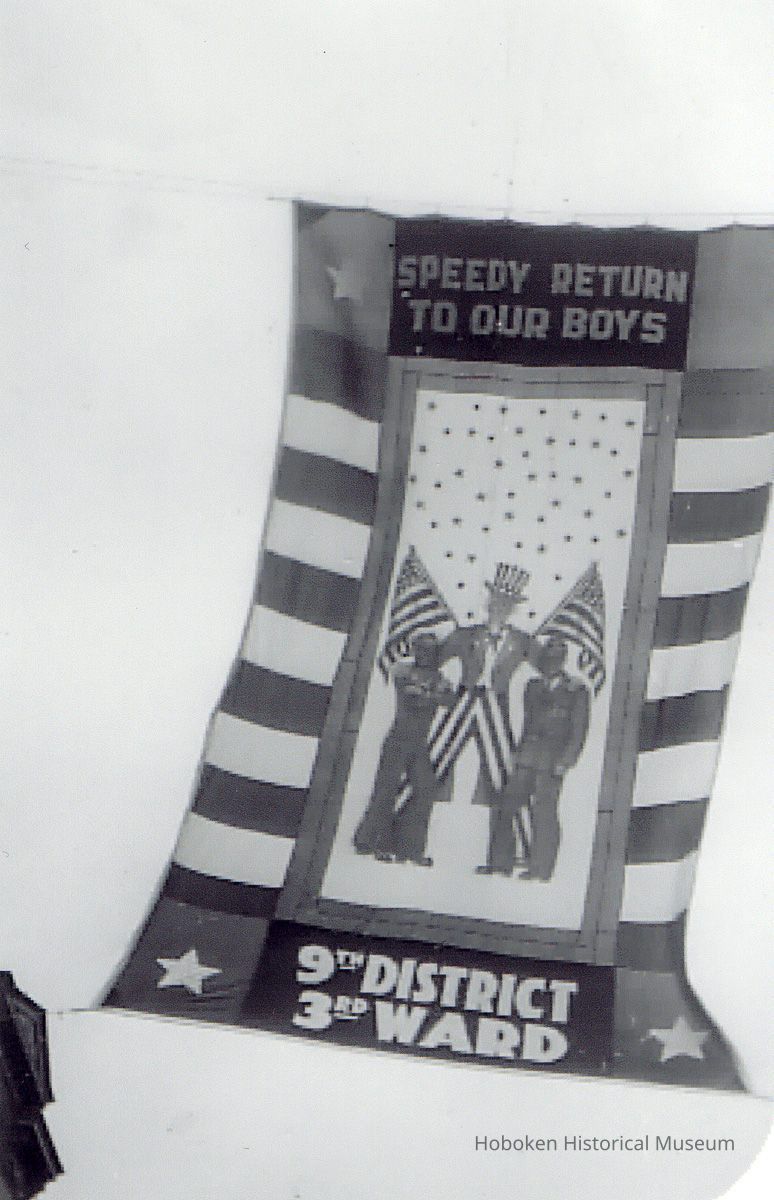 SPEEDY RETURN
TO OUR BOYS
9TH DISTRICT
3RD WARD
Hoboken Historical Museum